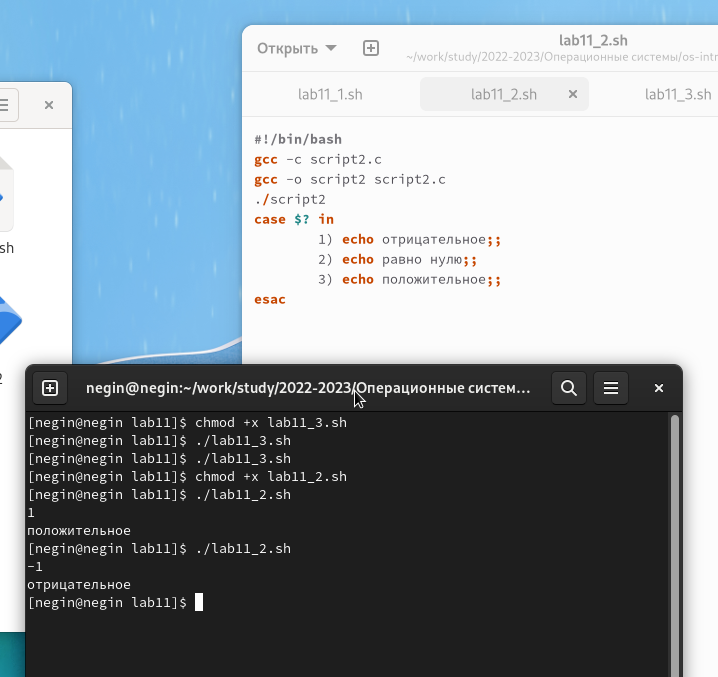 Открыть
lab11_2.sh
~/work/study/2022-2023/Операционные системы/os-intr
lab11_1.sh
lab11_2.sh
lab11_3.sh
#!/bin/bash
gcc -c script2.c
gcc -o script2 script2.c
./script2
case $? in
1) echo отрицательное;;
2) echo равно нулю;;
3) echo положительное;;
esac
sh
2
negin@negin:~/work/study/2022-2023/Операционные систем...
[negin@negin lab11]$ chmod +x lab11_3.sh
[negin@negin lab11]$ ./lab11_3.sh
[negin@negin lab11]$ ./lab11_3.sh
[negin@negin lab11]$ chmod +x lab11_2.sh
[negin@negin lab11]$ ./lab11_2.sh
1
положительное
[negin@negin lab11]$ ./lab11_2.sh
-1
отрицательное
[negin@negin lab11]$